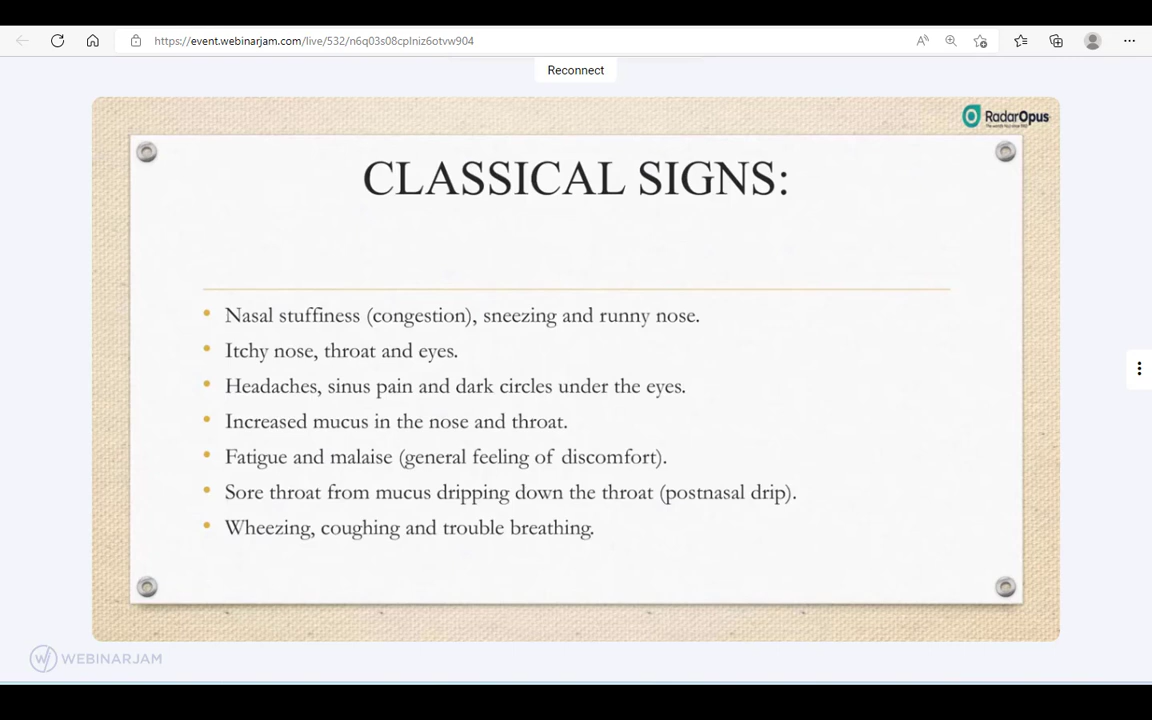 https://event.webinarjam.com/live/532/n6q03s08cplniz6otvw904
Reconnect
RadarOpus
CLASSICAL SIGNS:
• Nasal stuffiness (congestion), sneezing and runny nose.
• Itchy nose, throat and eyes.
• Headaches, sinus pain and dark circles under the eyes.
• Increased mucus in the nose and throat.
• Fatigue and malaise (general feeling of discomfort).
• Sore throat from mucus dripping down the throat (postnasal drip).
• Wheezing, coughing and trouble breathing.
WEBINARJAM